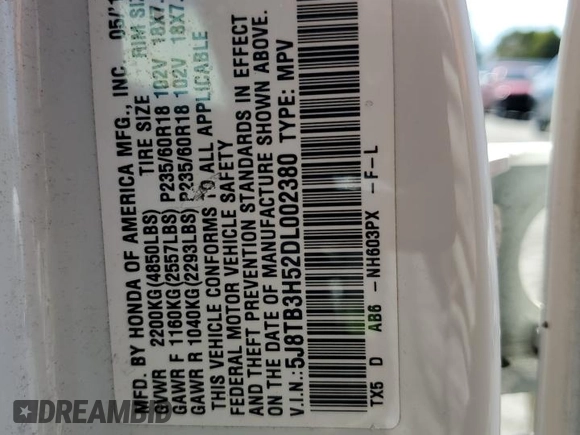 MFD. BY HONDA OF AMERICA MFG., INC. 05/1
TIRE SIZE RIM SIZE
GVWR 2200KG(4850LBS)
GAWR F 1160KG(2557LBS) P235/60R18 102V 18X7.
GAWR R 1040KG(2293LBS) P235/60R18 102V 18X7.
THIS VEHICLE CONFORMS TO ALL APPLICABLE
FEDERAL MOTOR VEHICLE SAFETY
AND THEFT PREVENTION STANDARDS IN EFFECT
ON THE DATE OF MANUFACTURE SHOWN ABOVE.
V.I.N.: 5J8TB3H52DL002380 TYPE: MPV
TX5 D AB6 -NH603PX -F-L
DREAMBID